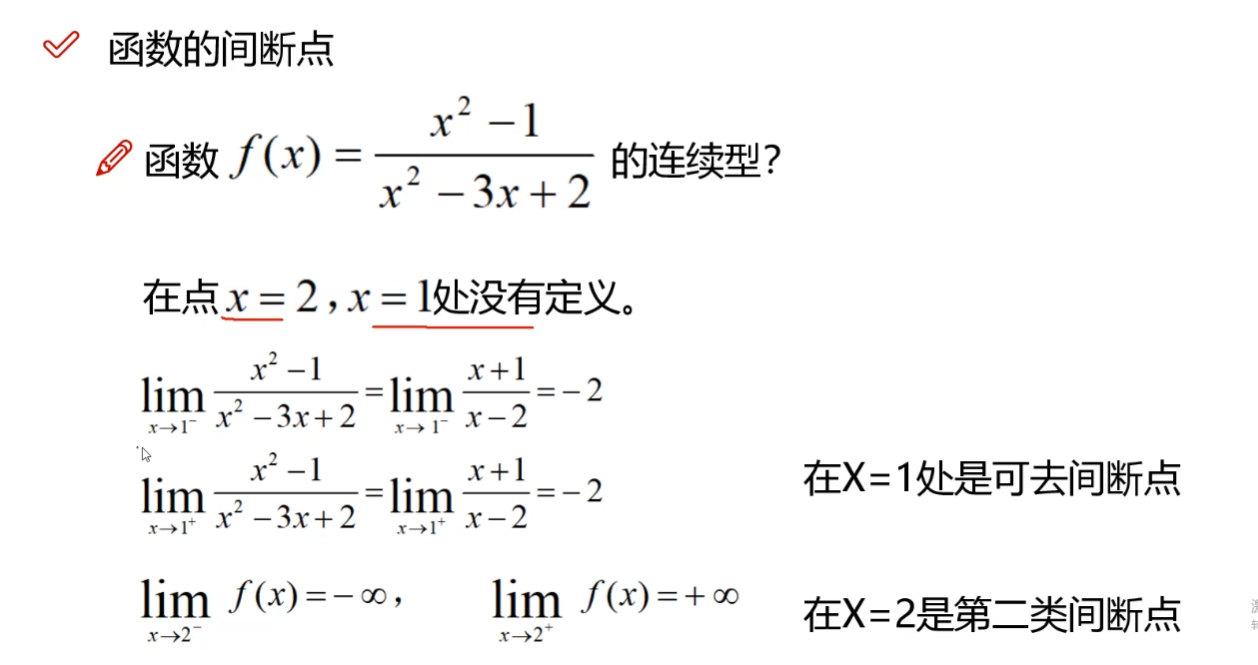 函数的间断点
函数 f(x) = \frac{x^2 - 1}{x^2 - 3x + 2} 的连续型?
在点 x = 2 , x = 1处没有定义。
\lim_{x \to 1^-} \frac{x^2 - 1}{x^2 - 3x + 2} = \lim_{x \to 1^-} \frac{x + 1}{x - 2} = -2
\lim_{x \to 1^+} \frac{x^2 - 1}{x^2 - 3x + 2} = \lim_{x \to 1^+} \frac{x + 1}{x - 2} = -2
在X=1处是可去间断点
\lim_{x \to 2^-} f(x) = -\infty , \lim_{x \to 2^+} f(x) = +\infty
在X=2是第二类间断点